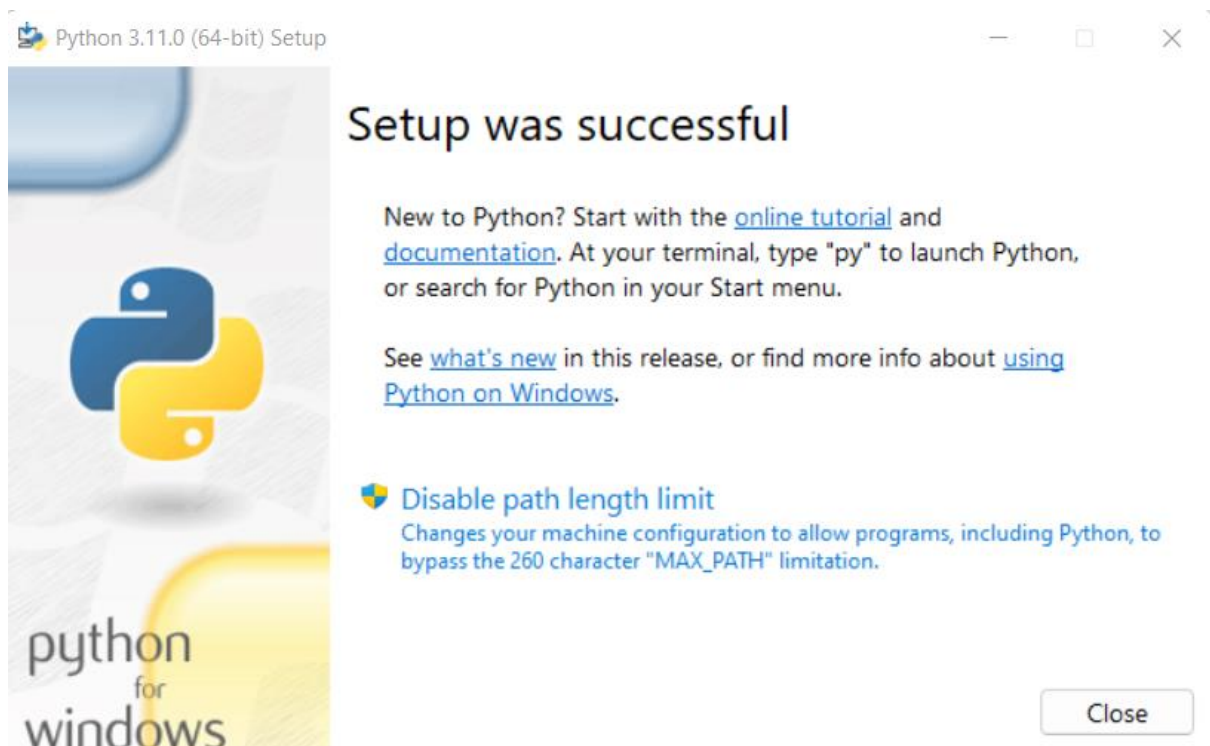 Python 3.11.0 (64-bit) Setup
Setup was successful
New to Python? Start with the online tutorial and
documentation. At your terminal, type "py" to launch Python,
or search for Python in your Start menu.
See what's new in this release, or find more info about using
Python on Windows.
Disable path length limit
Changes your machine configuration to allow programs, including Python, to
bypass the 260 character "MAX_PATH" limitation.
python
for
windows
Close